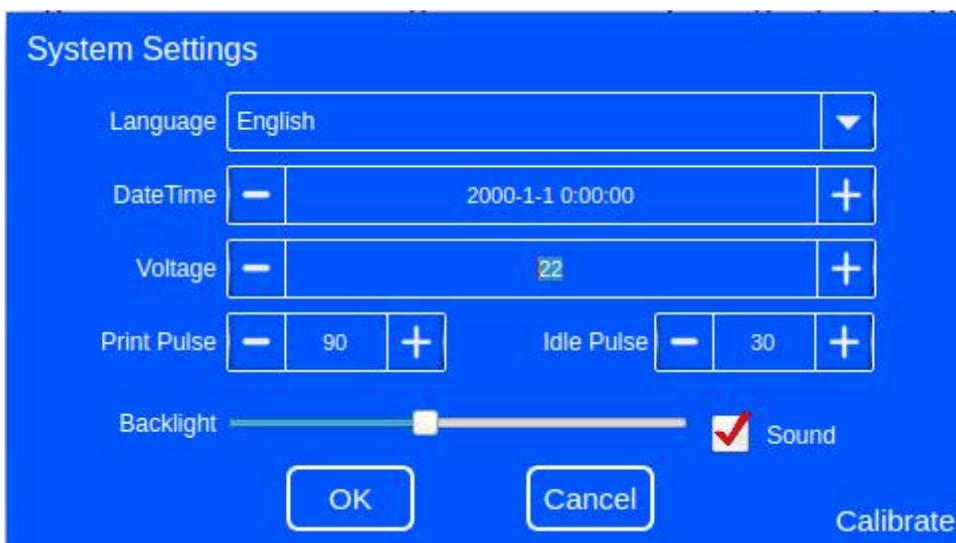 System Settings
Language English
DateTime 2000-1-1 0:00:00
Voltage 22
Print Pulse 90 Idle Pulse 30
Backlight Sound
OK Cancel
Calibrate